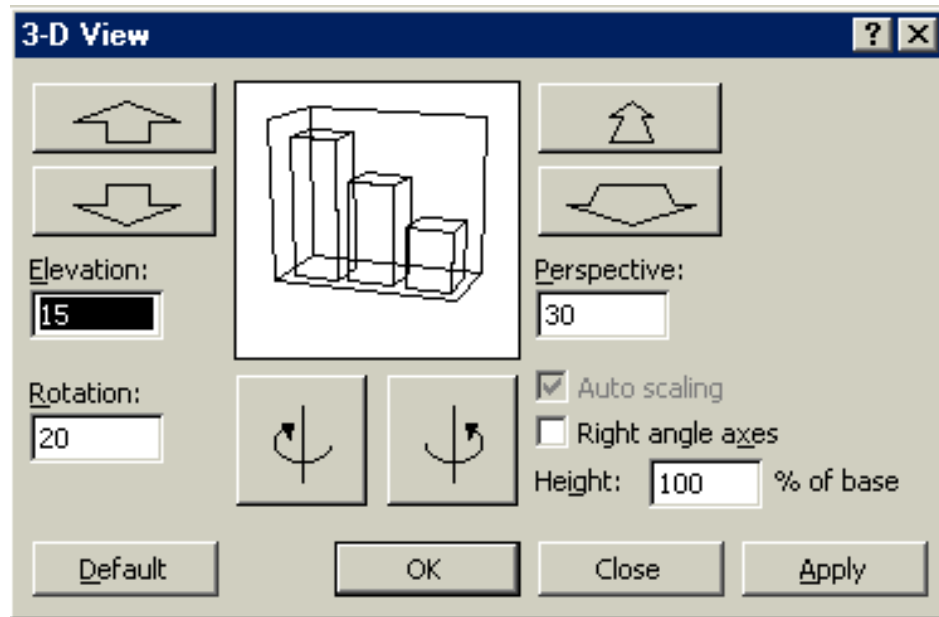 3-D View
Elevation:
15
Rotation:
20
Perspective:
30
Auto scaling
Right angle axes
Height: 100 % of base
Default OK Close Apply